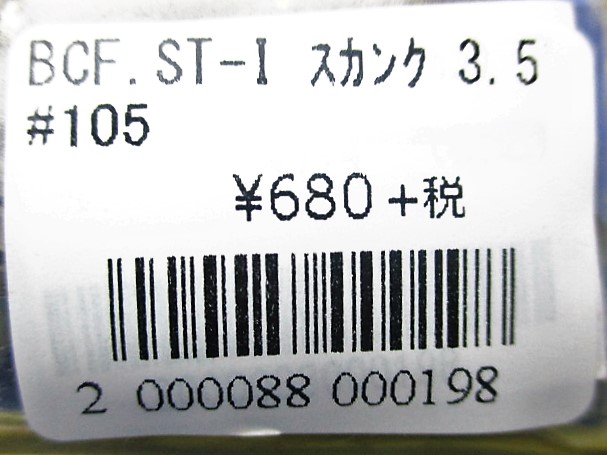 BCF.ST-I ｽｶﾝｸ 3.5
#105
¥680+税
2 000088 000198